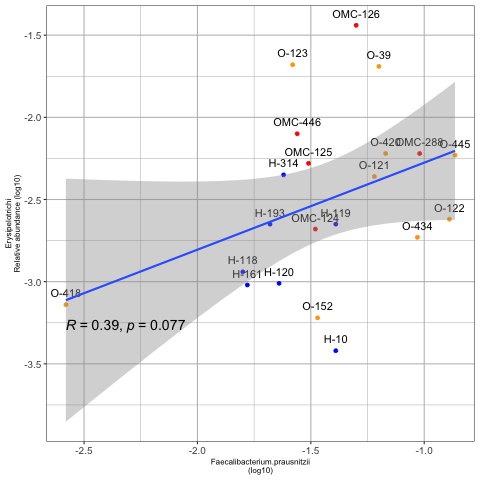 OMC-126
-1.5
O-123
O-39
-2.0
OMC-446
OMC-125
O-420
OMC-288
O-445
H-314
O-121
-2.5
H-193
OMC-124
H-119
O-122
O-434
H-118
-3.0
H-161
H-120
O-418
O-152
R = 0.39, p = 0.077
H-10
-3.5
Erysipelotrichi
Relative abundance (log10)
-2.5
-2.0
-1.5
-1.0
Faecalibacterium.prausnitzii
(log10)